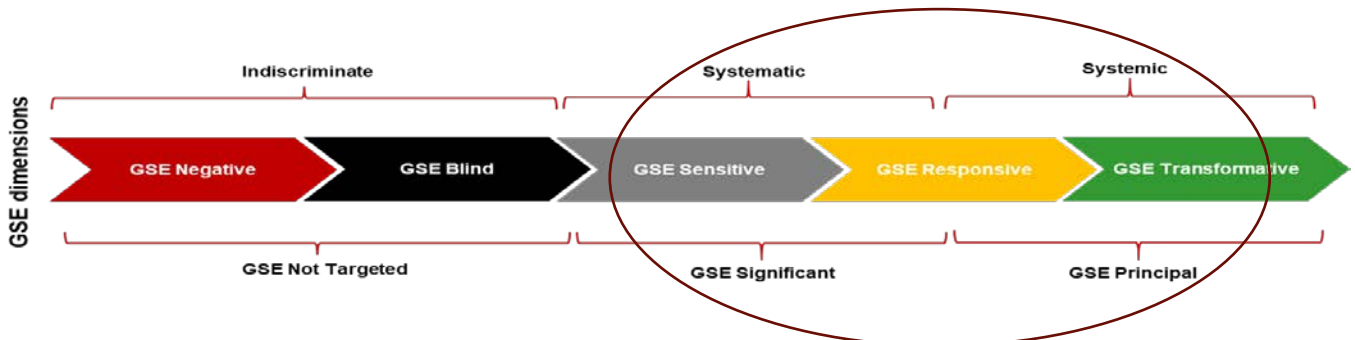 Indiscriminate
Systematic
Systemic
GSE dimensions
GSE Negative
GSE Blind
GSE Sensitive
GSE Responsive
GSE Transformative
GSE Not Targeted
GSE Significant
GSE Principal